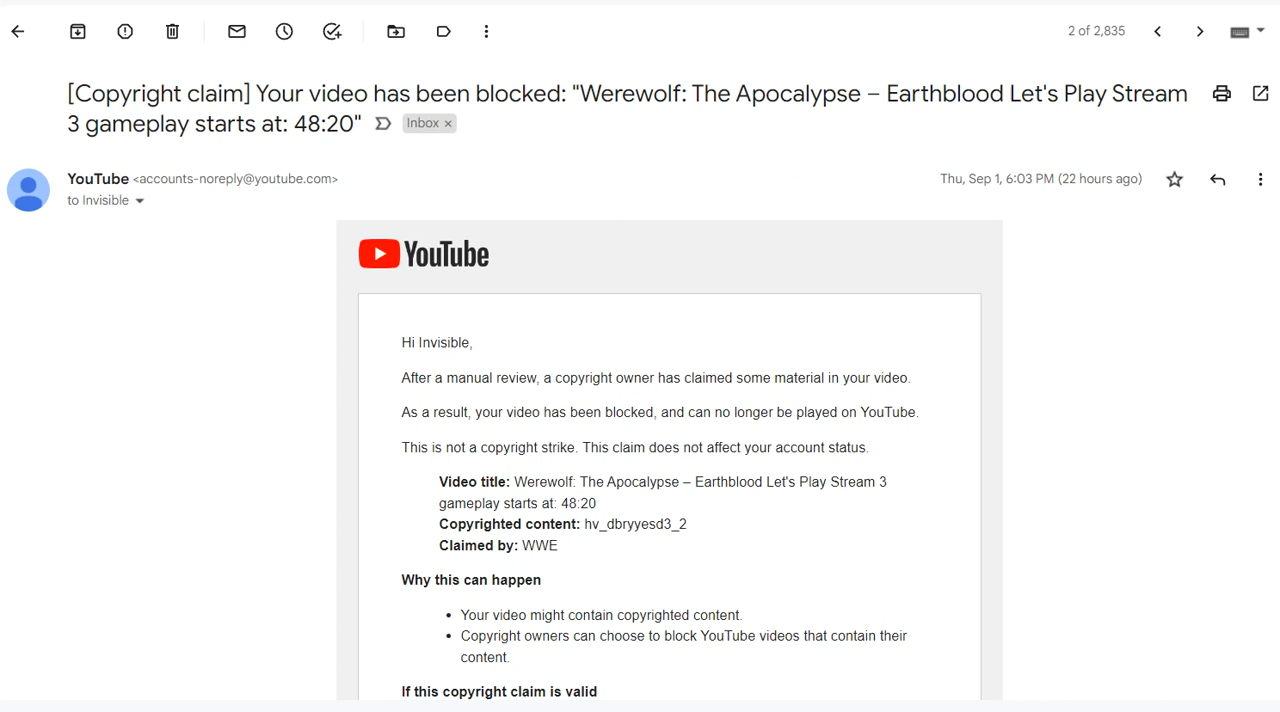 2 of 2,835
[Copyright claim] Your video has been blocked: "Werewolf: The Apocalypse – Earthblood Let's Play Stream
3 gameplay starts at: 48:20" Inbox ×
YouTube <accounts-noreply@youtube.com> Thu, Sep 1, 6:03 PM (22 hours ago)
to Invisible
YouTube
Hi Invisible,
After a manual review, a copyright owner has claimed some material in your video.
As a result, your video has been blocked, and can no longer be played on YouTube.
This is not a copyright strike. This claim does not affect your account status.
Video title: Werewolf: The Apocalypse – Earthblood Let's Play Stream 3
gameplay starts at: 48:20
Copyrighted content: hv_dbryyesd3_2
Claimed by: WWE
Why this can happen
• Your video might contain copyrighted content.
• Copyright owners can choose to block YouTube videos that contain their
content.
If this copyright claim is valid